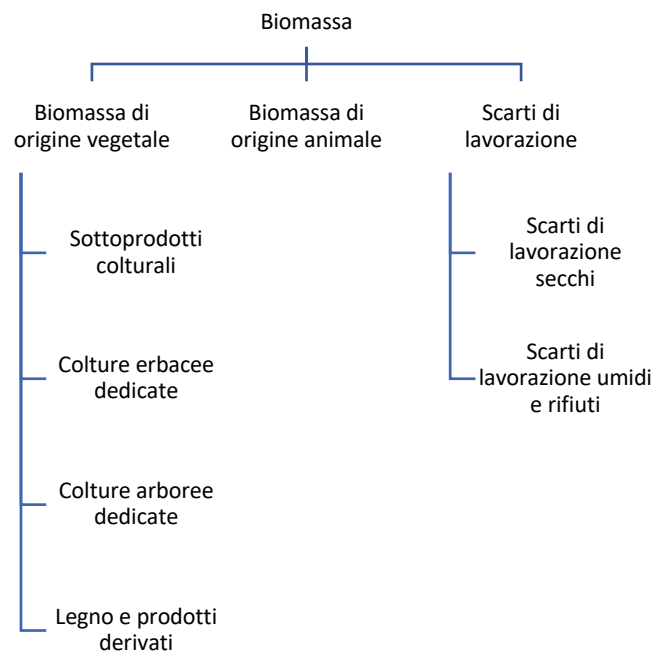 Biomassa
Biomassa di
origine vegetale
Biomassa di
origine animale
Scarti di
lavorazione
Sottoprodotti
colturali
Colture erbacee
dedicate
Colture arboree
dedicate
Legno e prodotti
derivati
Scarti di
lavorazione
secchi
Scarti di
lavorazione umidi
e rifiuti